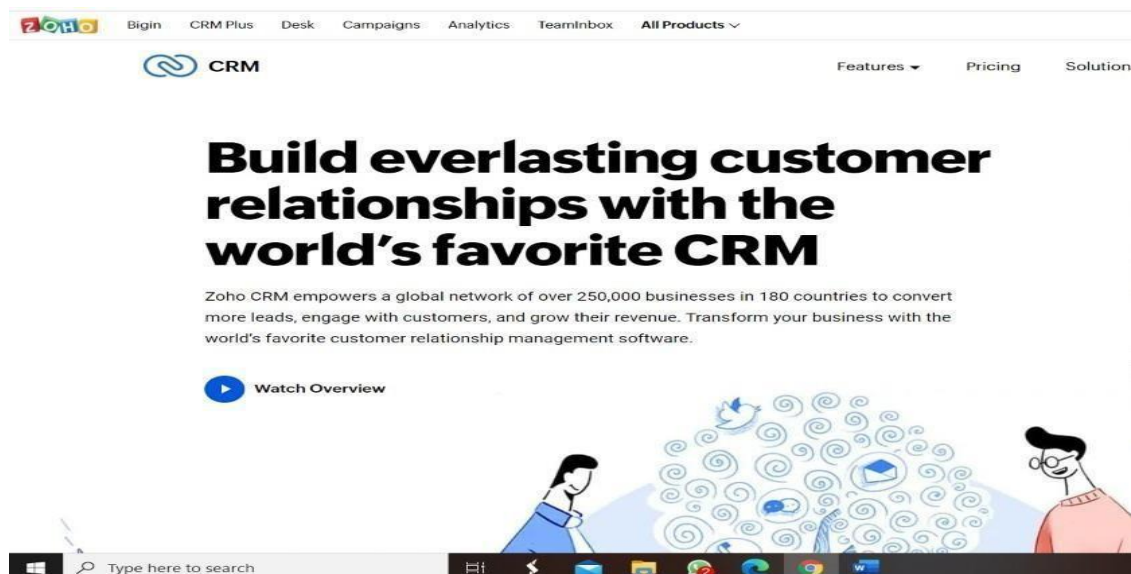 ZOHO Bigin CRM Plus Desk Campaigns Analytics TeamInbox All Products
CRM Features Pricing Solution
Build everlasting customer
relationships with the
world's favorite CRM
Zoho CRM empowers a global network of over 250,000 businesses in 180 countries to convert
more leads, engage with customers, and grow their revenue. Transform your business with the
world's favorite customer relationship management software.
Watch Overview
Type here to search